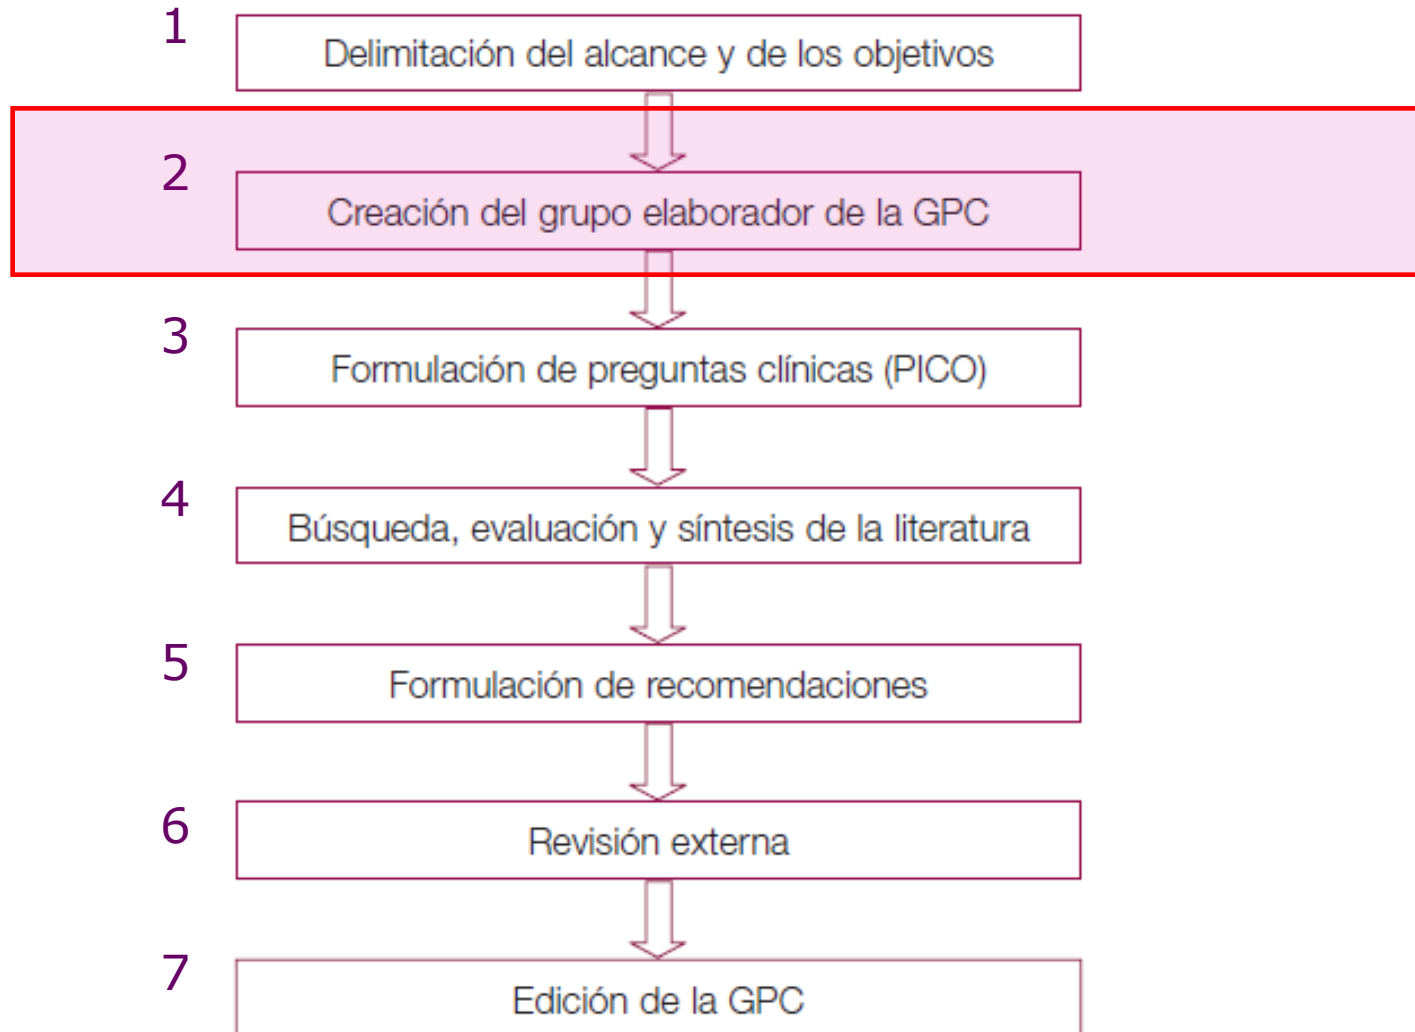 1
Delimitación del alcance y de los objetivos
2
Creación del grupo elaborador de la GPC
3
Formulación de preguntas clínicas (PICO)
4
Búsqueda, evaluación y síntesis de la literatura
5
Formulación de recomendaciones
6
Revisión externa
7
Edición de la GPC